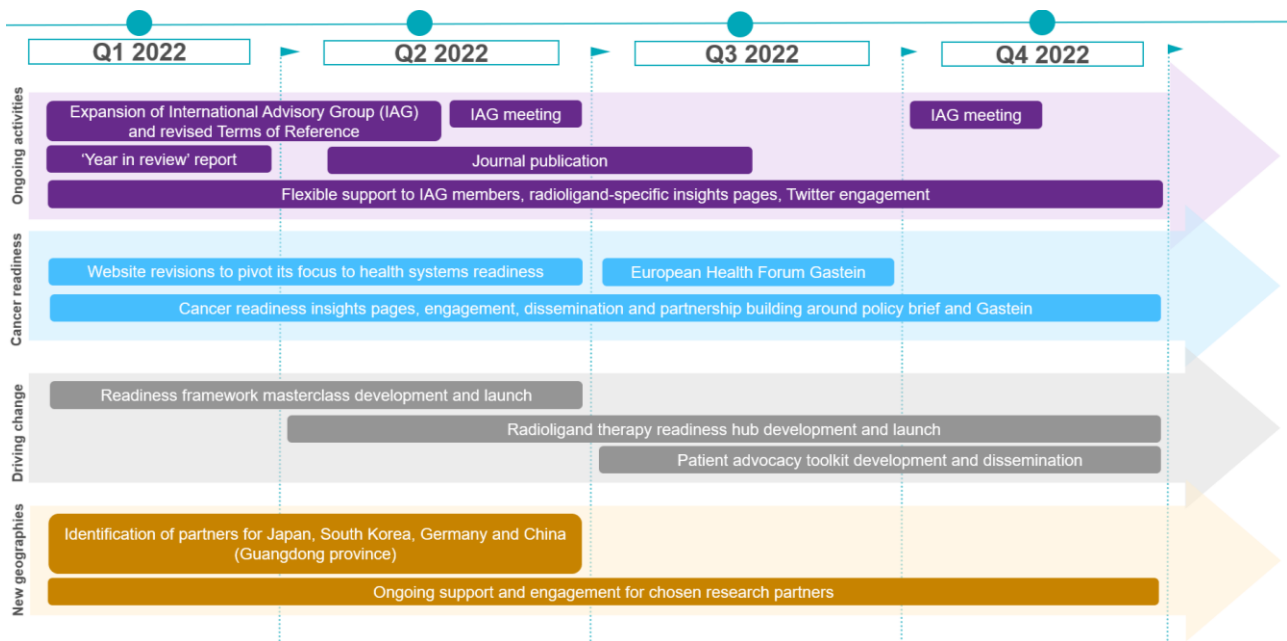 Q1 2022
Q2 2022
Q3 2022
Q4 2022
Ongoing activities
Expansion of International Advisory Group (IAG)
and revised Terms of Reference
IAG meeting
IAG meeting
‘Year in review’ report
Journal publication
Flexible support to IAG members, radioligand-specific insights pages, Twitter engagement
Cancer readiness
Website revisions to pivot its focus to health systems readiness
European Health Forum Gastein
Cancer readiness insights pages, engagement, dissemination and partnership building around policy brief and Gastein
Driving change
Readiness framework masterclass development and launch
Radioligand therapy readiness hub development and launch
Patient advocacy toolkit development and dissemination
New geographies
Identification of partners for Japan, South Korea, Germany and China
(Guangdong province)
Ongoing support and engagement for chosen research partners